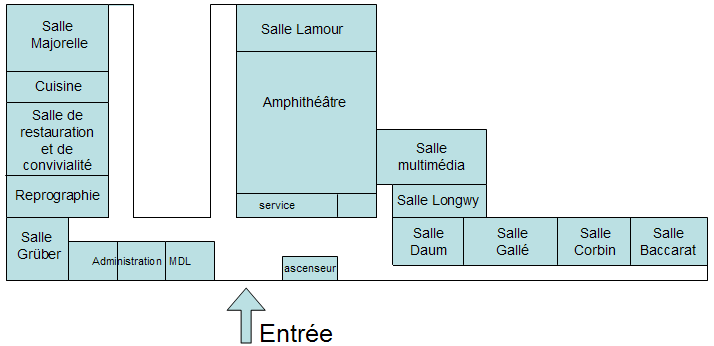 Salle
Majorelle
Cuisine
Salle de
restauration
et de
convivialité
Reprographie
Salle
Grüber
Administration
MDL
Salle Lamour
Amphithéâtre
service
ascenseur
Salle
multimédia
Salle Longwy
Salle
Daum
Salle
Gallé
Salle
Corbin
Salle
Baccarat
Entrée